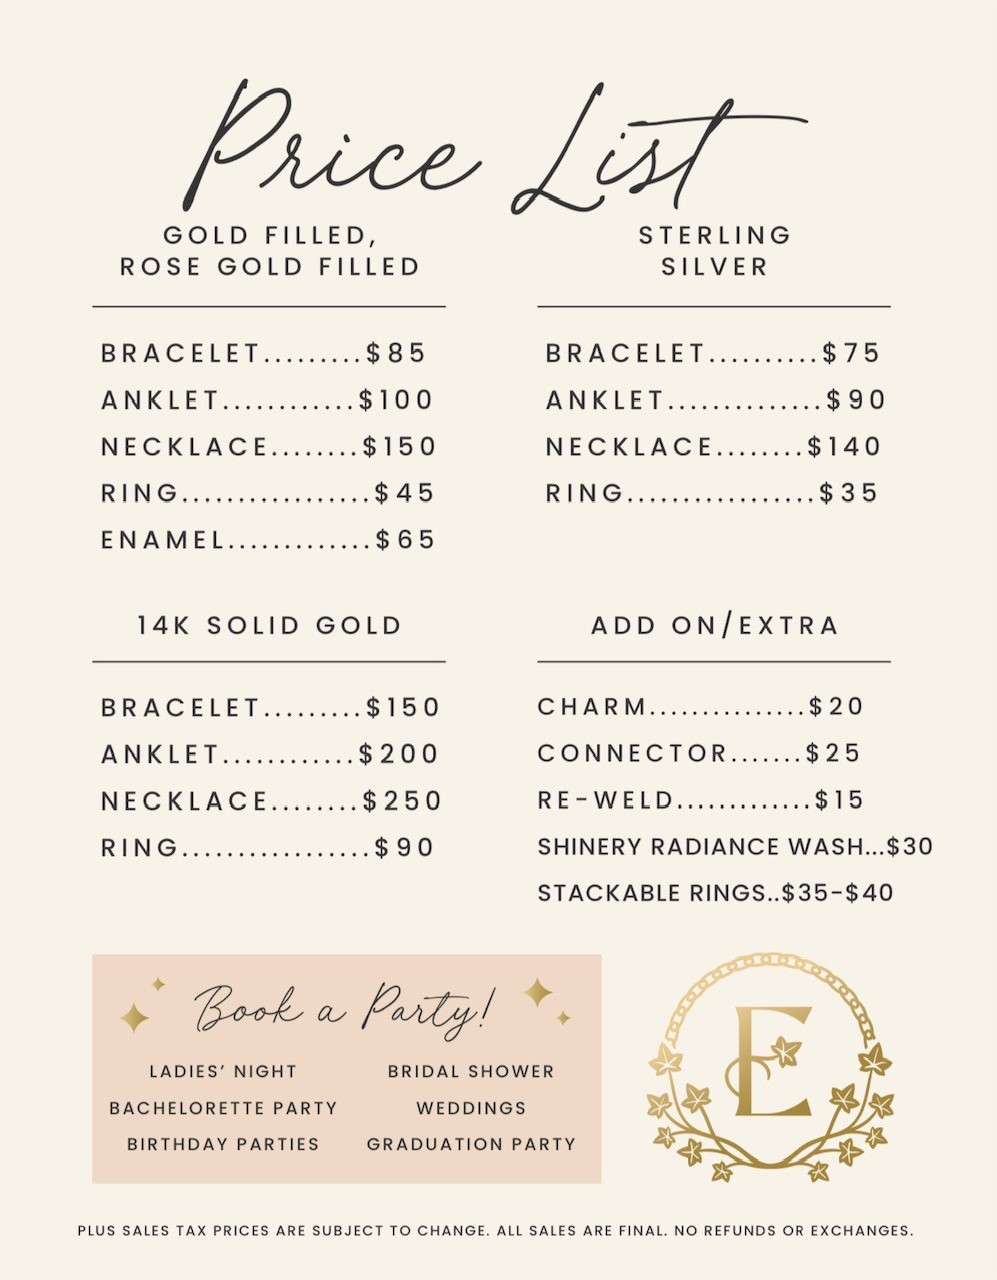 Price List
GOLD FILLED,
ROSE GOLD FILLED
BRACELET.........$85
ANKLET............$100
NECKLACE........$150
RING.................$45
ENAMEL.............$65
STERLING
SILVER
BRACELET..........$75
ANKLET..............$90
NECKLACE........$140
RING.................$35
14K SOLID GOLD
BRACELET.........$150
ANKLET............$200
NECKLACE........$250
RING.................$90
ADD ON/EXTRA
CHARM..............$20
CONNECTOR.......$25
RE-WELD............$15
SHINERY RADIANCE WASH...$30
STACKABLE RINGS..$35-$40
Book a Party!
LADIES’ NIGHT
BACHELORETTE PARTY
BIRTHDAY PARTIES
BRIDAL SHOWER
WEDDINGS
GRADUATION PARTY
E
PLUS SALES TAX PRICES ARE SUBJECT TO CHANGE. ALL SALES ARE FINAL. NO REFUNDS OR EXCHANGES.